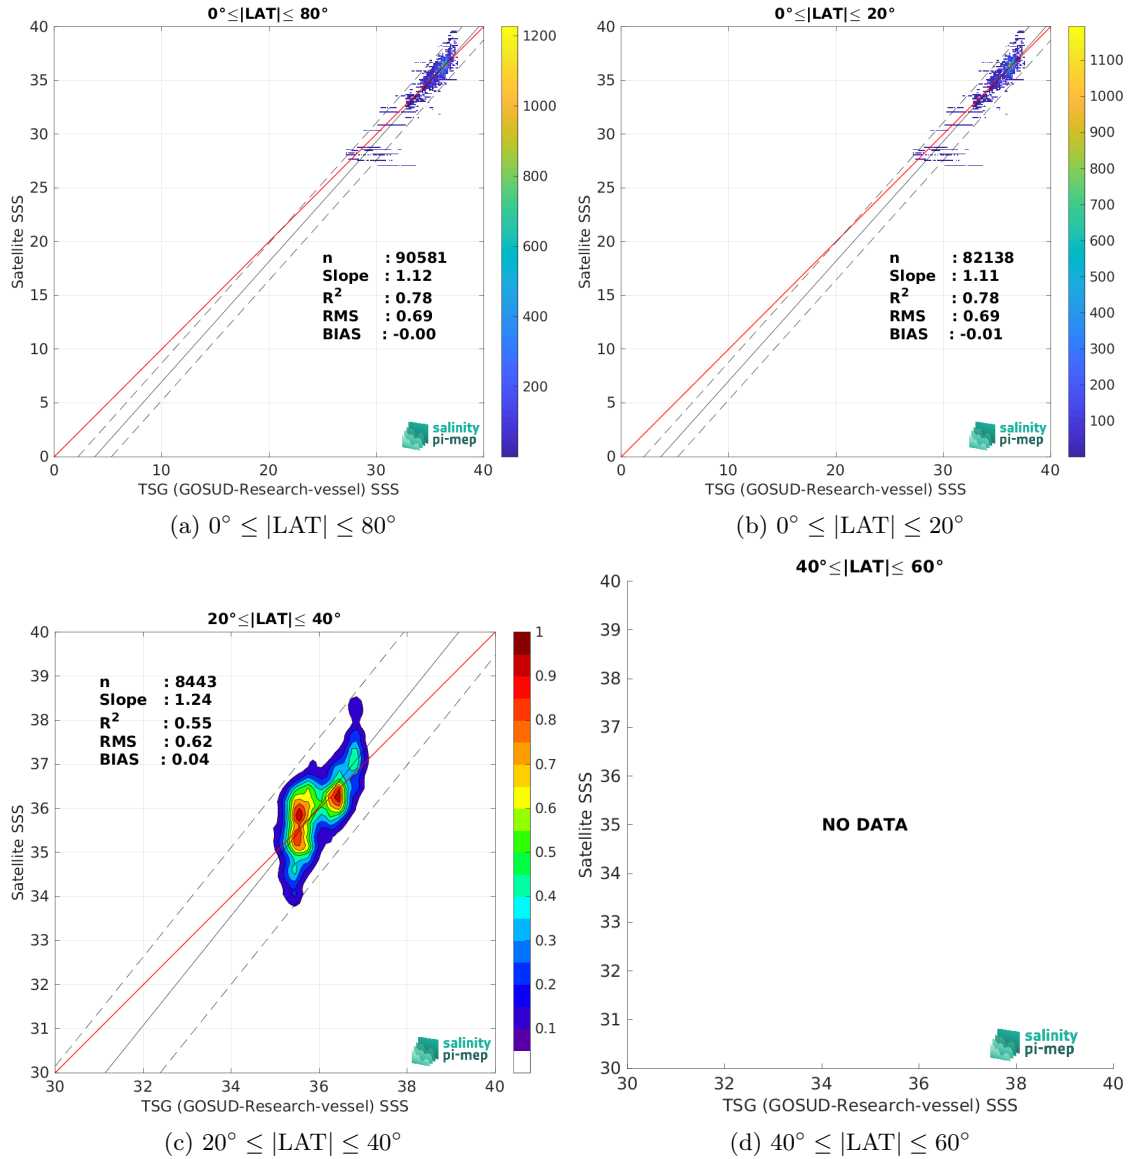 0°≤|LAT|≤ 80°
40
35
30
25
20
15
10
5
0
Satellite SSS
n : 90581
Slope : 1.12
R² : 0.78
RMS : 0.69
BIAS : -0.00
salinity
pi-mep
0 10 20 30 40
TSG (GOSUD-Research-vessel) SSS
1200
1000
800
600
400
200
(a) 0° ≤ |LAT| ≤ 80°
0°≤|LAT|≤ 20°
40
35
30
25
20
15
10
5
0
Satellite SSS
n : 82138
Slope : 1.11
R² : 0.78
RMS : 0.69
BIAS : -0.01
salinity
pi-mep
0 10 20 30 40
TSG (GOSUD-Research-vessel) SSS
1100
1000
900
800
700
600
500
400
300
200
100
(b) 0° ≤ |LAT| ≤ 20°
20°≤|LAT|≤ 40°
40
39
38
37
36
35
34
33
32
31
30
Satellite SSS
n : 8443
Slope : 1.24
R² : 0.55
RMS : 0.62
BIAS : 0.04
salinity
pi-mep
30 32 34 36 38 40
TSG (GOSUD-Research-vessel) SSS
1
0.9
0.8
0.7
0.6
0.5
0.4
0.3
0.2
0.1
(c) 20° ≤ |LAT| ≤ 40°
40°≤|LAT|≤ 60°
40
39
38
37
36
35
34
33
32
31
30
Satellite SSS
NO DATA
salinity
pi-mep
30 32 34 36 38 40
TSG (GOSUD-Research-vessel) SSS
(d) 40° ≤ |LAT| ≤ 60°